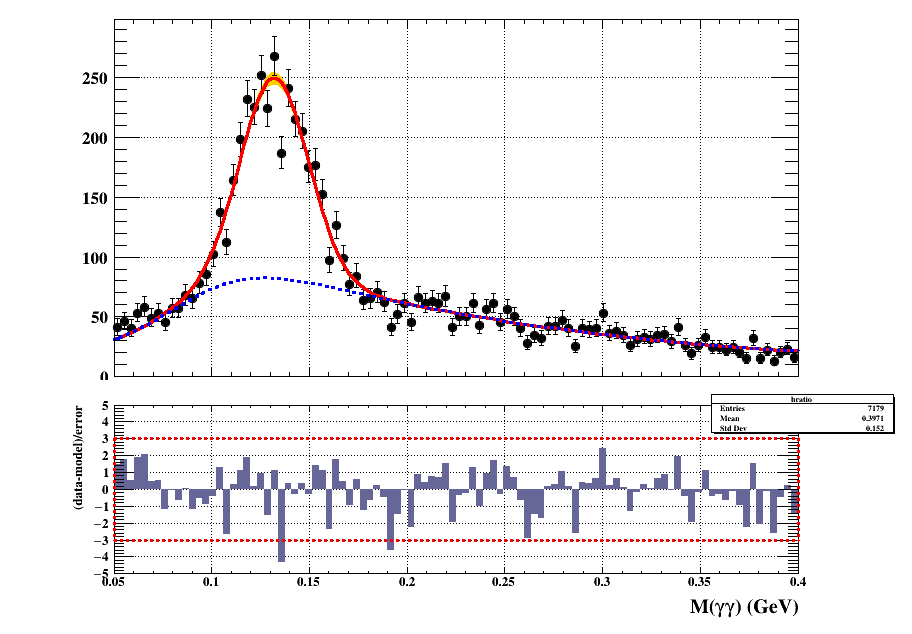 250
200
150
100
50
0
hratio
Entries 7179
Mean 0.3971
Std Dev 0.152
(data-model)/error
5
4
3
2
1
0
−1
−2
−3
−4
−5
0.05 0.1 0.15 0.2 0.25 0.3 0.35 0.4
M(γγ) (GeV)